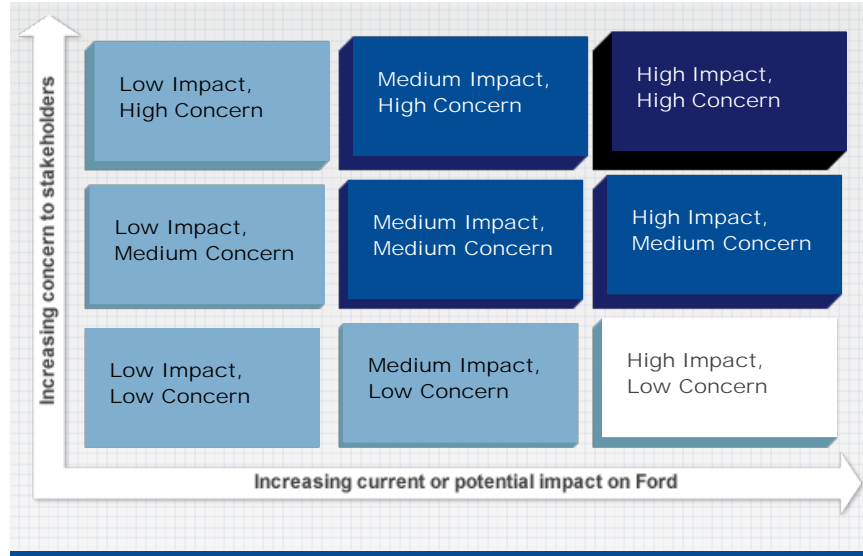 Increasing concern to stakeholders
Low Impact,
High Concern
Medium Impact,
High Concern
High Impact,
High Concern
Low Impact,
Medium Concern
Medium Impact,
Medium Concern
High Impact,
Medium Concern
Low Impact,
Low Concern
Medium Impact,
Low Concern
High Impact,
Low Concern
Increasing current or potential impact on Ford